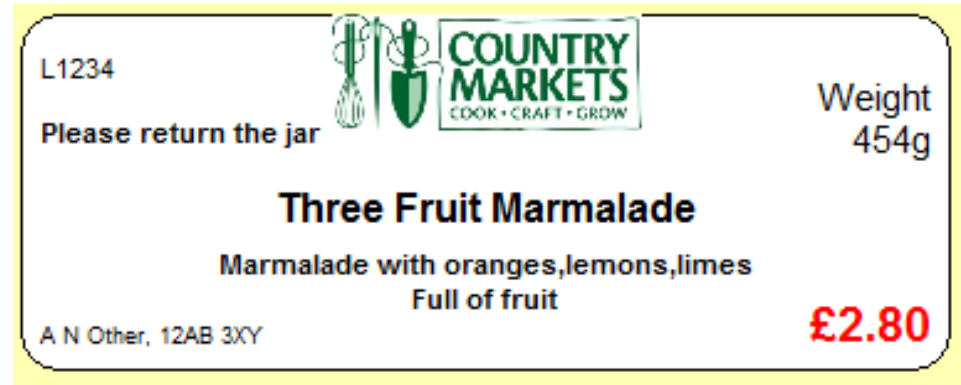 L1234
COUNTRY
MARKETS
COOK • CRAFT • GROW
Weight
454g
Please return the jar
Three Fruit Marmalade
Marmalade with oranges,lemons,limes
Full of fruit
£2.80
A N Other, 12AB 3XY